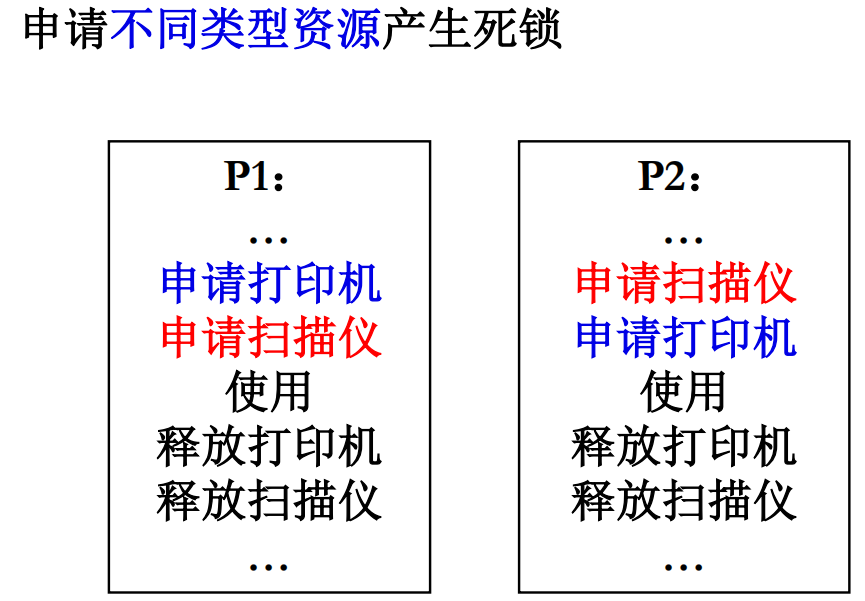 申请不同类型资源产生死锁
P1：
…
申请打印机
申请扫描仪
使用
释放打印机
释放扫描仪
…
P2：
…
申请扫描仪
申请打印机
使用
释放打印机
释放扫描仪
…